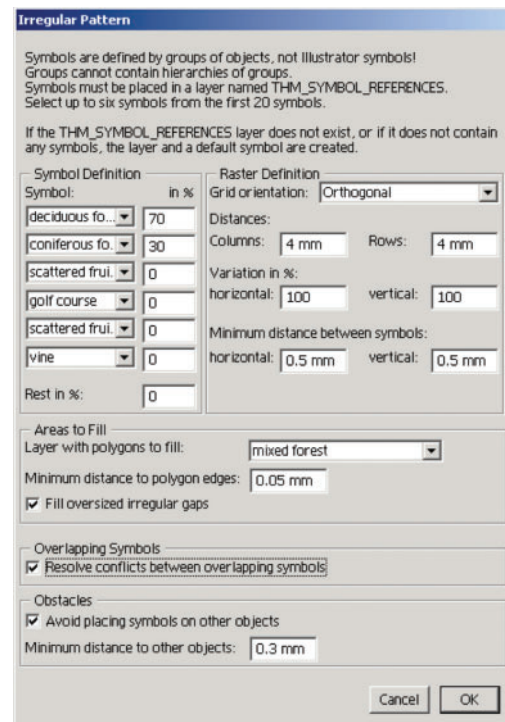 Irregular Pattern
Symbols are defined by groups of objects, not Illustrator symbols!
Groups cannot contain hierarchies of groups.
Symbols must be placed in a layer named THM_SYMBOL_REFERENCES.
Select up to six symbols from the first 20 symbols.
If the THM_SYMBOL_REFERENCES layer does not exist, or if it does not contain
any symbols, the layer and a default symbol are created.
Symbol Definition
Symbol: in %
deciduous fo... 70
coniferous fo. 30
scattered frui. 0
golf course 0
scattered frui. 0
vine 0
Rest in %: 0
Raster Definition
Grid orientation: Orthogonal
Distances:
Columns: 4 mm Rows: 4 mm
Variation in %:
horizontal: 100 vertical: 100
Minimum distance between symbols:
horizontal: 0.5 mm vertical: 0.5 mm
Areas to Fill
Layer with polygons to fill: mixed forest
Minimum distance to polygon edges: 0.05 mm
Fill oversized irregular gaps
Overlapping Symbols
Resolve conflicts between overlapping symbols
Obstacles
Avoid placing symbols on other objects
Minimum distance to other objects: 0.3 mm
Cancel OK